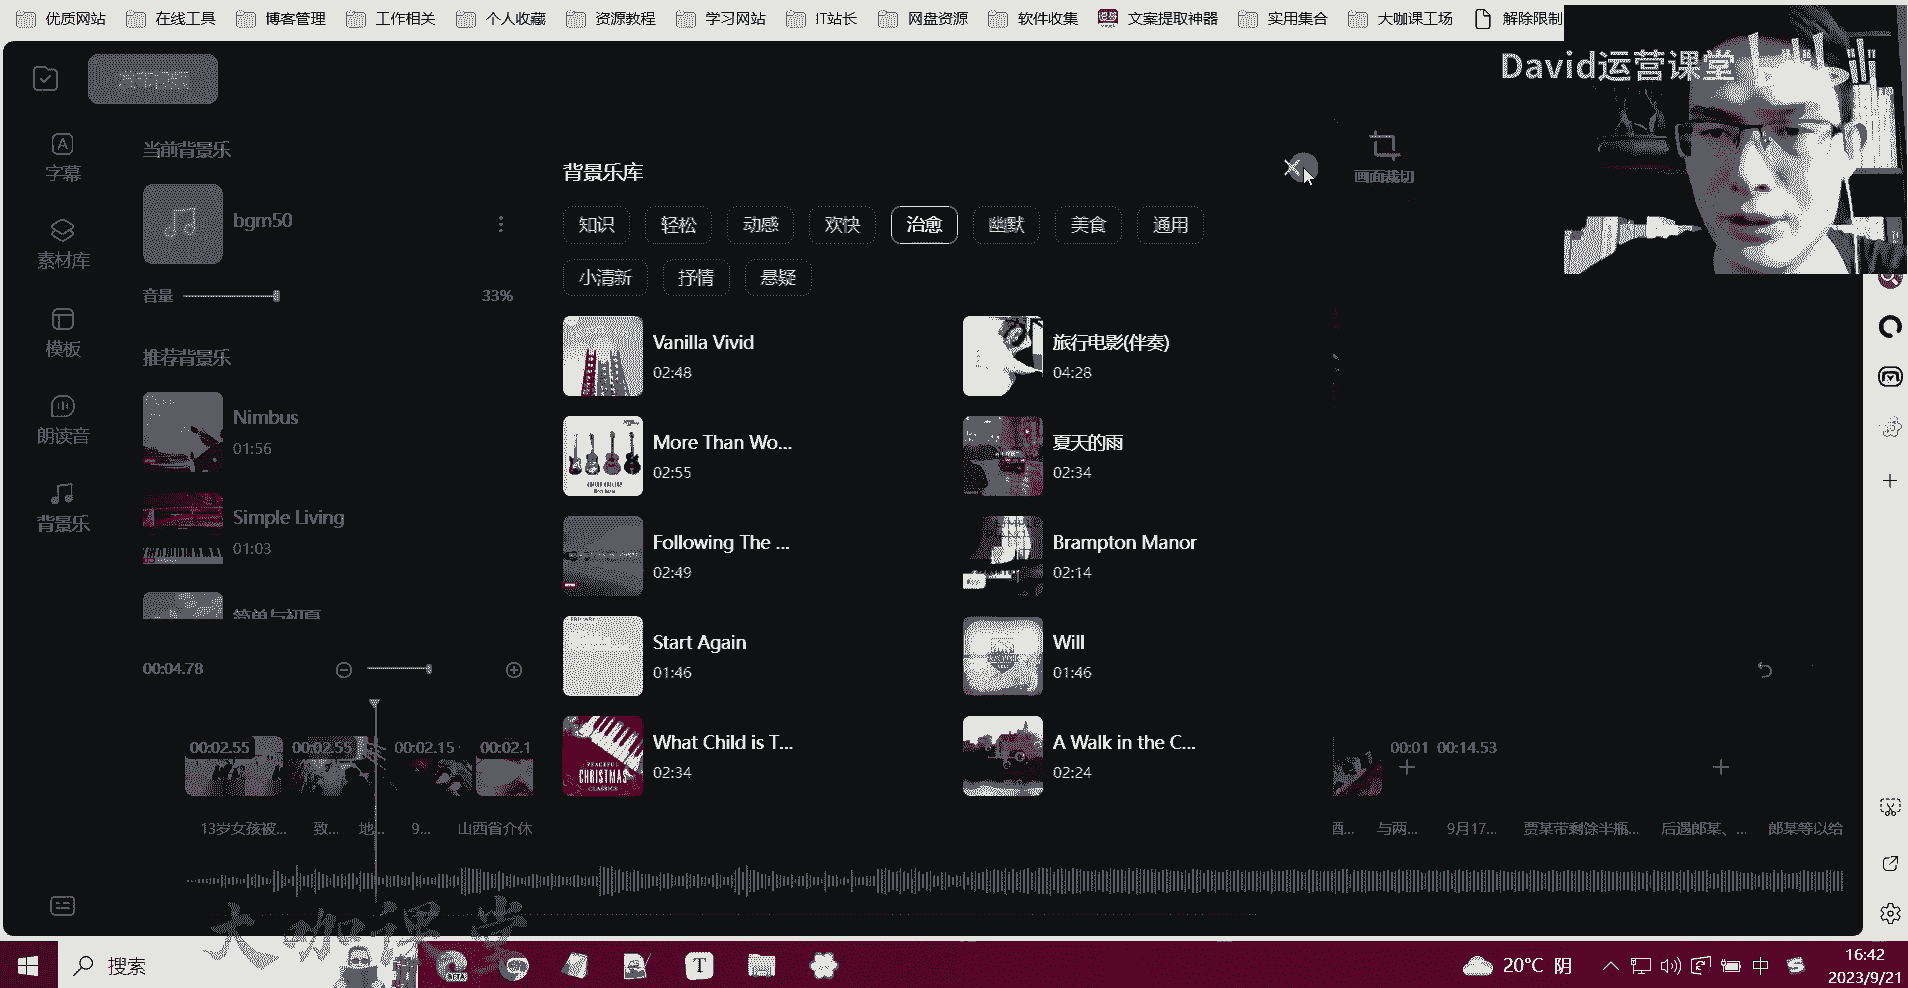 优质网站 在线工具 博客管理 工作相关 个人收藏 资源教程 学习网站 IT站长 网盘资源 软件收集 文案提取神器 实用集合 大咖课工场 解除限制
David运营课堂
字幕
素材库
模板
朗读音
背景乐
当前背景乐
bgm50
音量 33%
推荐背景乐
Nimbus
01:56
Simple Living
01:03
简单与初夏
背景乐库
知识 轻松 动感 欢快 治愈 幽默 美食 通用
小清新 抒情 悬疑
Vanilla Vivid
02:48
旅行电影(伴奏)
04:28
More Than Wo...
02:55
夏天的雨
02:34
Following The ...
02:49
Brampton Manor
02:14
Start Again
01:46
Will
01:46
What Child is T...
02:34
A Walk in the C...
02:24
PEACEFUL
CHRISTMAS
CLASSICS
画面裁切
00:04.78
00:02.55 00:02.55 00:02.15 00:02.1 00:01 00:14.53
13岁女孩被... 致... 地... 9... 山西省介休 酒... 与两... 9月17... 贾某带剩余半瓶... 后遇郎某、... 郎某等以给
大咖课堂
搜索
BETA
T
20°C 阴
中
16:42
2023/9/21